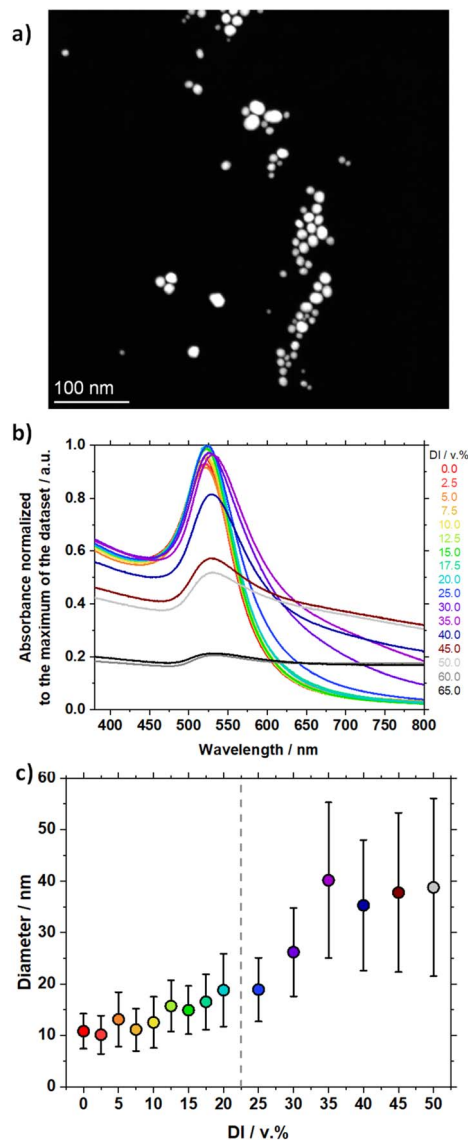 a)
100 nm
b)
Absorbance normalized
to the maximum of the dataset / a.u.
1.0
0.8
0.6
0.4
0.2
0.0
400 450 500 550 600 650 700 750 800
Wavelength / nm
DI / v.%
0.0
2.5
5.0
7.5
10.0
12.5
15.0
17.5
20.0
25.0
30.0
35.0
40.0
45.0
50.0
60.0
65.0
c)
Diameter / nm
60
50
40
30
20
10
0
0 5 10 15 20 25 30 35 40 45 50
DI / v.%